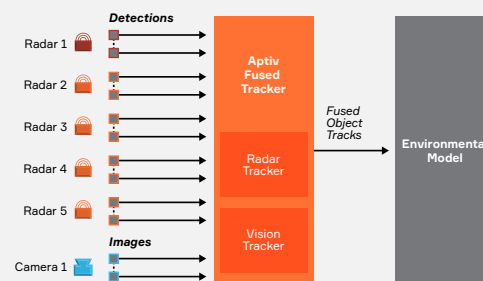 Detections
Radar 1
Radar 2
Radar 3
Radar 4
Radar 5
Images
Camera 1
Aptiv
Fused
Tracker
Radar
Tracker
Vision
Tracker
Fused
Object
Tracks
Environmenta
Model